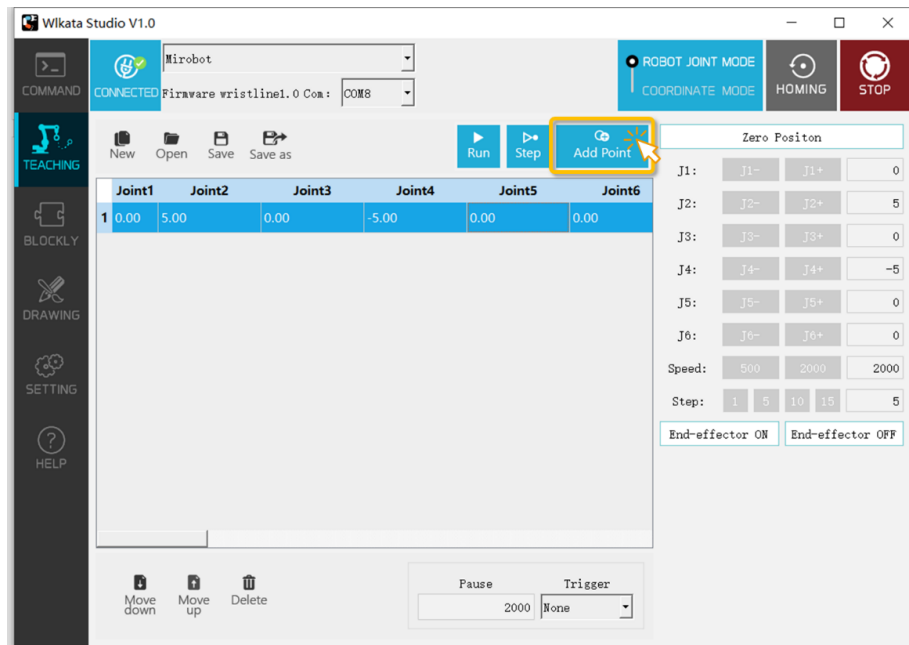 Wlkata Studio V1.0
COMMAND
CONNECTED
Mirobot
Firmware wristline1.0 Com: COM8
ROBOT JOINT MODE
COORDINATE MODE
HOMING
STOP
TEACHING
New Open Save Save as
Run Step Add Point
Zero Positon
Joint1 Joint2 Joint3 Joint4 Joint5 Joint6
1 0.00 5.00 0.00 -5.00 0.00 0.00
J1: J1- J1+ 0
J2: J2- J2+ 5
J3: J3- J3+ 0
J4: J4- J4+ -5
J5: J5- J5+ 0
J6: J6- J6+ 0
Speed: 500 2000 2000
Step: 1 5 10 15 5
End-effector ON End-effector OFF
BLOCKLY
DRAWING
SETTING
HELP
Move down
Move up
Delete
Pause Trigger
2000 None